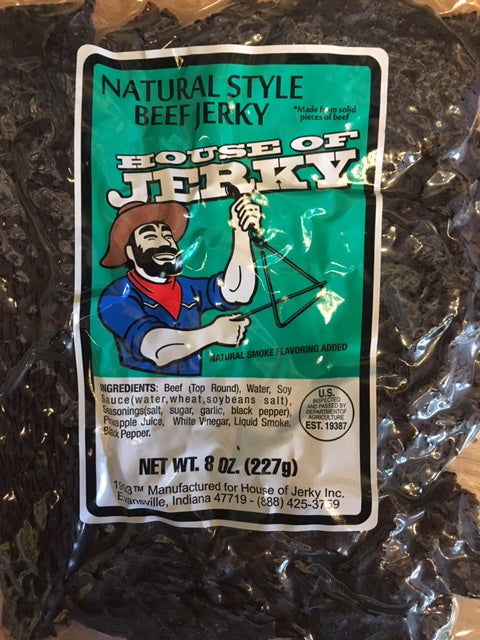 NATURAL STYLE
BEEF JERKY
*Made from solid
pieces of beef
HOUSE OF
JERKY
NATURAL SMOKE FLAVORING ADDED
INGREDIENTS: Beef (Top Round), Water, Soy
Sauce(water,wheat,soybeans salt),
Seasonings(salt, sugar, garlic, black pepper),
Pineapple Juice, White Vinegar, Liquid Smoke,
Black Pepper.
U.S.
INSPECTED
AND PASSED BY
DEPARTMENT OF
AGRICULTURE
EST. 19387
NET WT. 8 OZ. (227g)
1993™ Manufactured for House of Jerky Inc.
Evansville, Indiana 47719 - (888) 425-3759